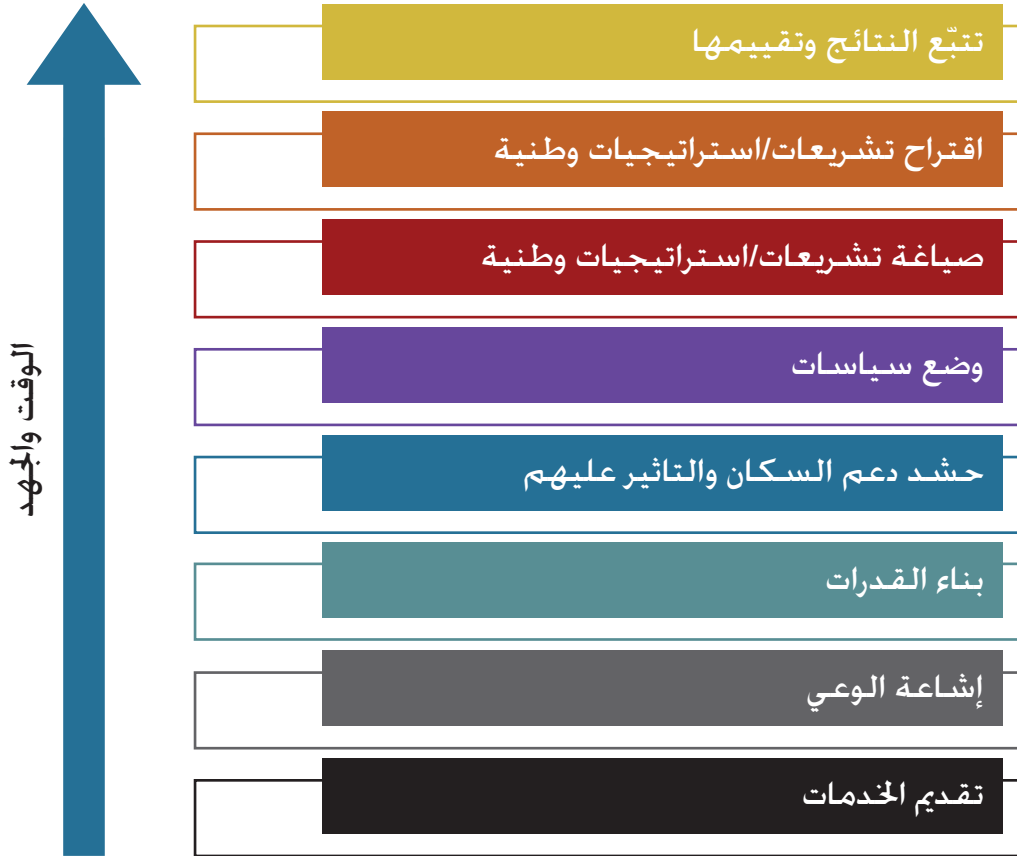 تتبّع النتائج وتقييمها
اقتراح تشريعات/استراتيجيات وطنية
صياغة تشريعات/استراتيجيات وطنية
وضع سياسات
حشد دعم السكان والتاثير عليهم
بناء القدرات
إشاعة الوعي
تقديم الخدمات
الوقت والجهد